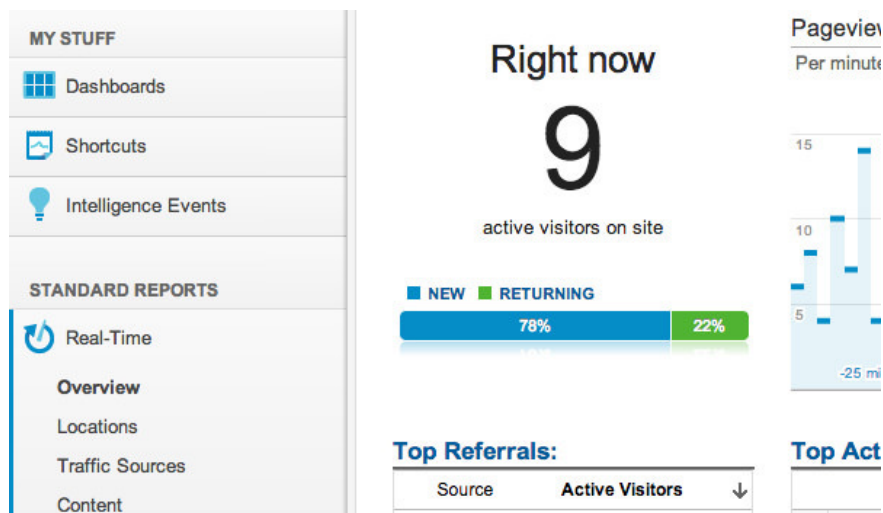 MY STUFF
Dashboards
Shortcuts
Intelligence Events
STANDARD REPORTS
Real-Time
Overview
Locations
Traffic Sources
Content
Right now
9
active visitors on site
NEW RETURNING
78% 22%
Top Referrals:
Source Active Visitors
Pageview
Per minute
15
10
5
-25 mi
Top Act